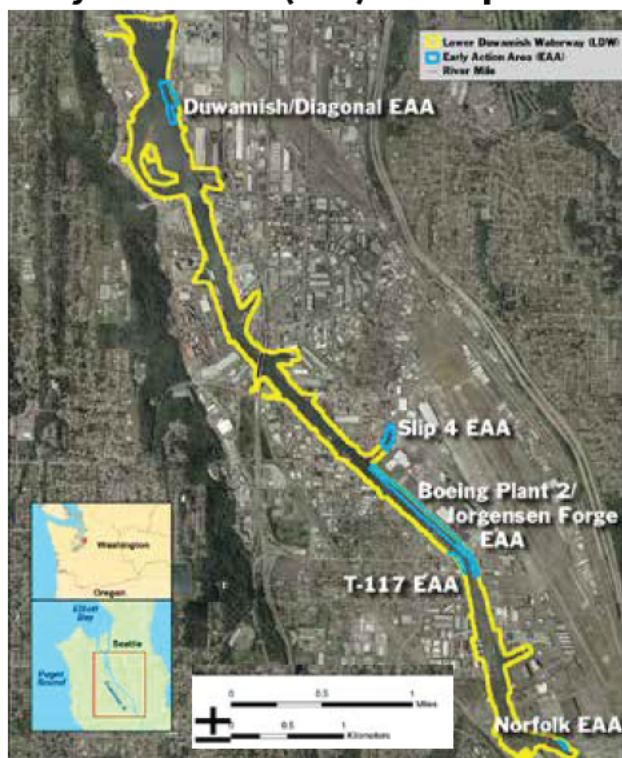 Lower Duwamish Waterway (LDW)
Early Action Area (EAA)
River Mile
Duwamish/Diagonal EAA
Slip 4 EAA
Boeing Plant 2/
Jorgensen Forge
EAA
T-117 EAA
Norfolk EAA
Washington
Oregon
Elliott
Bay
Seattle
Puget
Sound
0 0.5 1
Miles
0 0.5 1
Kilometers